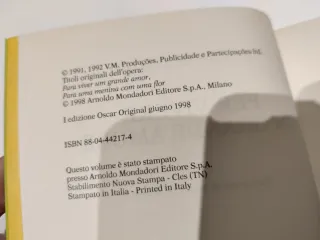 © 1991, 1992 V.M. Produções, Publicidade e Partecipações
Titoli originali dell'opera:
Para viver um grande amor,
Para uma menina com uma flor
© 1998 Arnoldo Mondadori Editore S.p.A., Milano
I edizione Oscar Original giugno 1998
ISBN 88-04-44217-4
Questo volume è stato stampato
presso Arnoldo Mondadori Editore S.p.A.
Stabilimento Nuova Stampa - Cles (TN)
Stampato in Italia - Printed in Italy